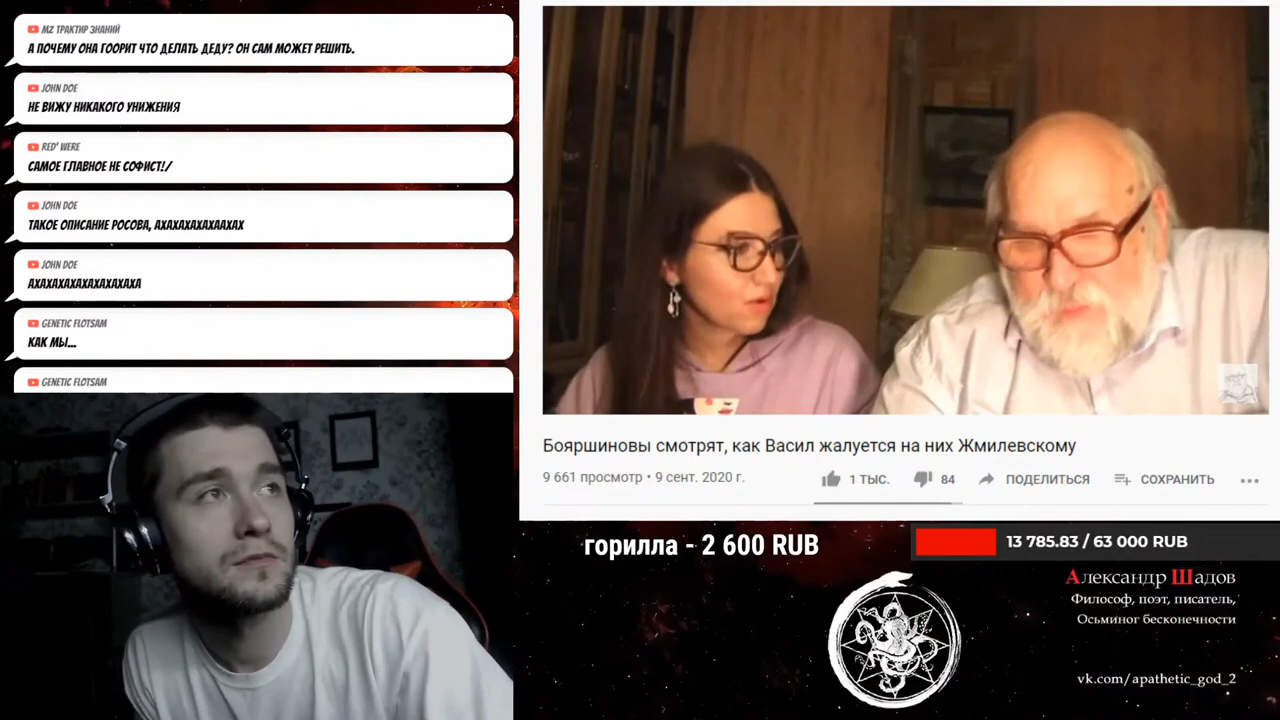 MZ ТРАКТИР ЗНАНИЙ
А ПОЧЕМУ ОНА ГООРИТ ЧТО ДЕЛАТЬ ДЕДУ? ОН САМ МОЖЕТ РЕШИТЬ.
JOHN DOE
НЕ ВИЖУ НИКАКОГО УНИЖЕНИЯ
RED' WERE
САМОЕ ГЛАВНОЕ НЕ СОФИСТ!/
JOHN DOE
ТАКОЕ ОПИСАНИЕ РОСОВА, АХАХАХАХАХААХАХ
JOHN DOE
АХАХАХАХАХАХАХАХАХА
GENETIC FLOTSAM
КАК МЫ...
GENETIC FLOTSAM
Бояршиновы смотрят, как Васил жалуется на них Жмилевскому
9 661 просмотр • 9 сент. 2020 г.
1 ТЫС.
84
ПОДЕЛИТЬСЯ
СОХРАНИТЬ
горилла - 2 600 RUB
13 785.83 / 63 000 RUB
Александр Шадов
Философ, поэт, писатель,
Осьминог бесконечности
vk.com/apathetic_god_2